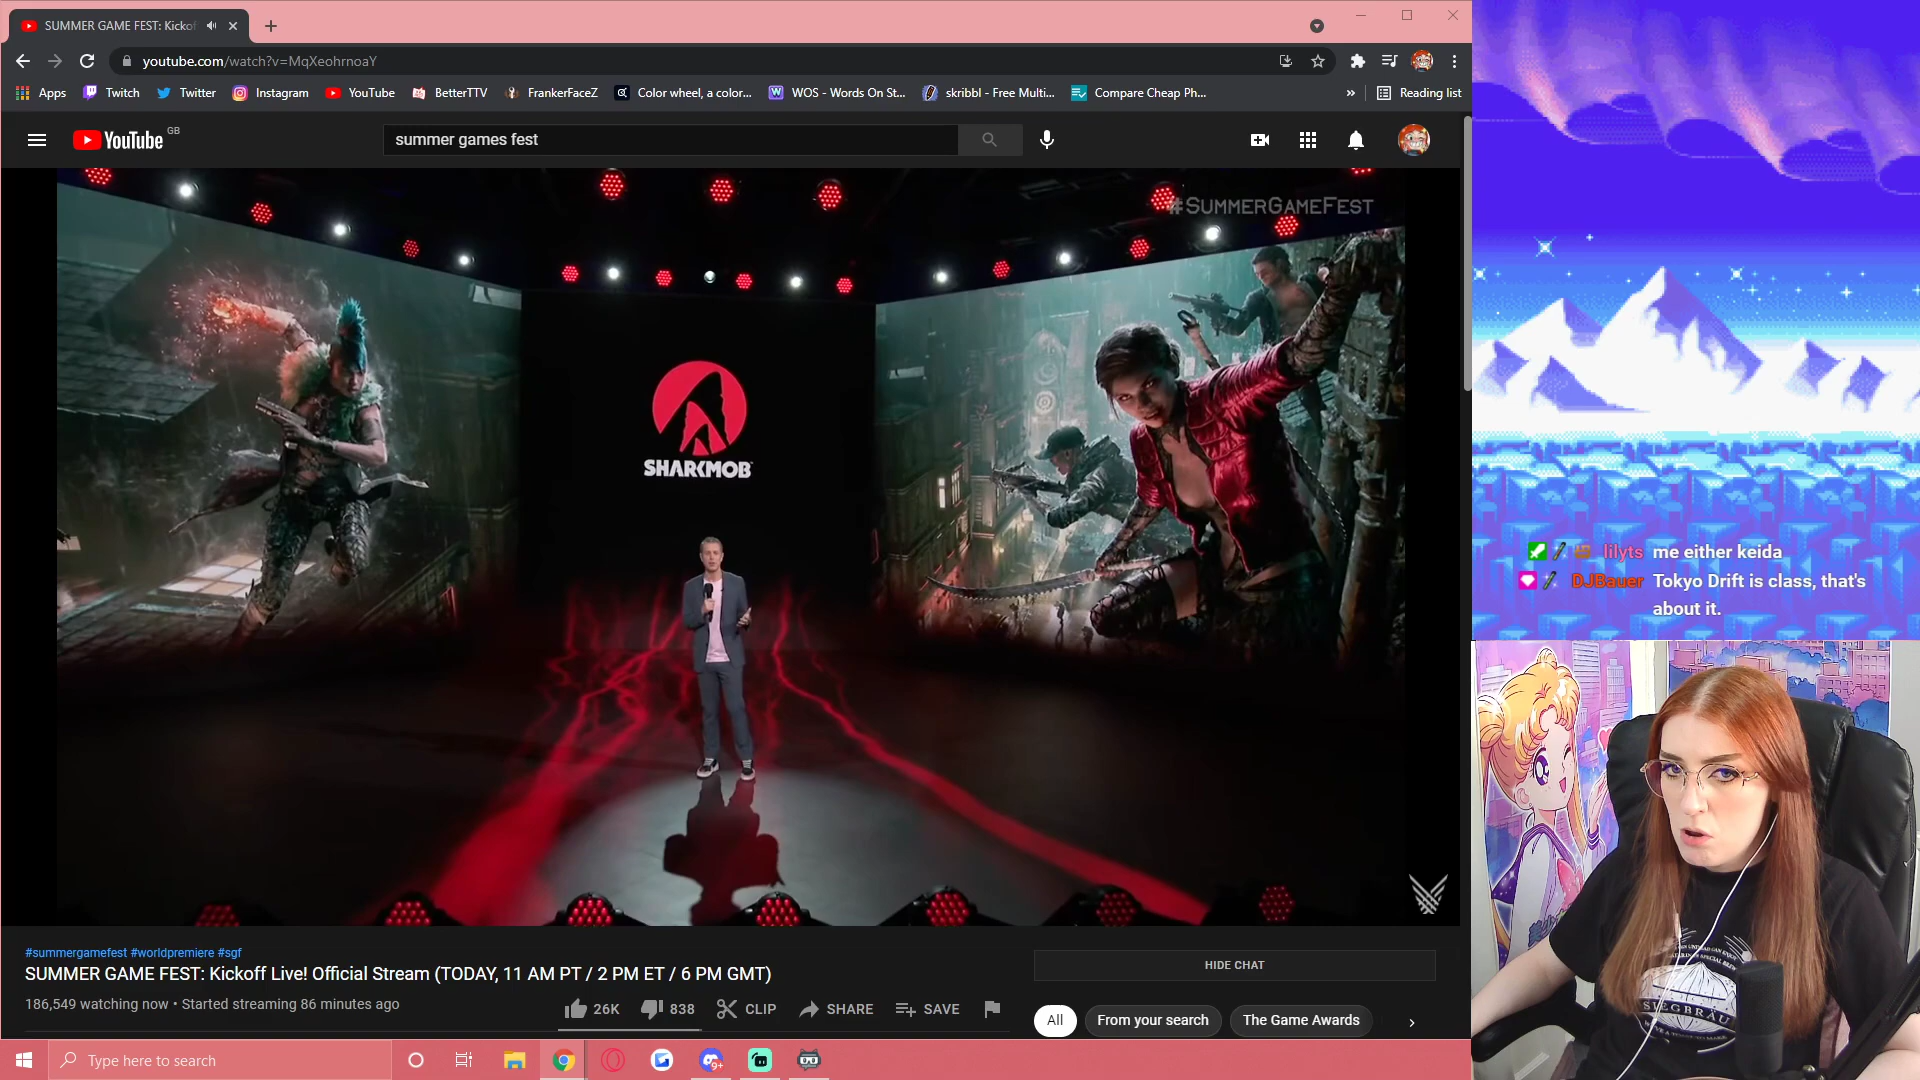 SUMMER GAME FEST: Kickof
youtube.com/watch?v=MqXeohrnoaY
Apps Twitch Twitter Instagram YouTube BetterTTV FrankerFaceZ Color wheel, a color... WOS - Words On St... skribbl - Free Multi... Compare Cheap Ph... » Reading list
YouTube GB
summer games fest
#SUMMERGAMEFEST
SHARKMOB
lilyts me either keida
DJBauer Tokyo Drift is class, that's
about it.
#summergamefest #worldpremiere #sgf
SUMMER GAME FEST: Kickoff Live! Official Stream (TODAY, 11 AM PT / 2 PM ET / 6 PM GMT)
186,549 watching now • Started streaming 86 minutes ago
26K 838 CLIP SHARE SAVE
HIDE CHAT
All From your search The Game Awards
SIEGBRÄU
Type here to search
9+